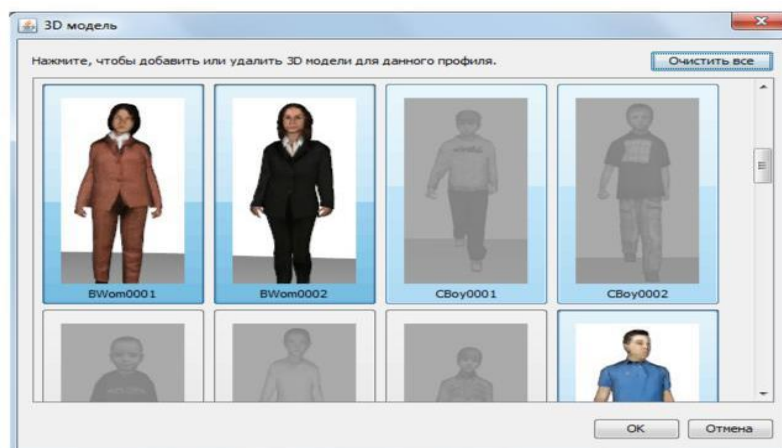 3D модель
Нажмите, чтобы добавить или удалить 3D модели для данного профиля.
Очистить все
BWom0001
BWom0002
CBoy0001
CBoy0002
OK
Отмена